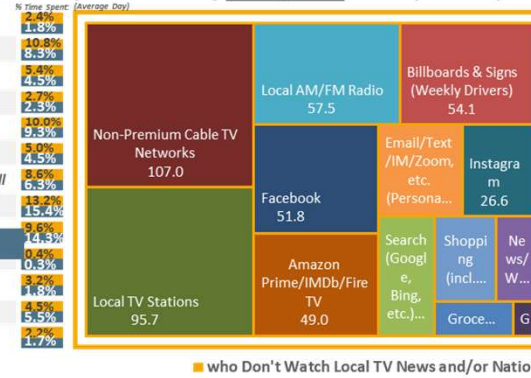 % Time Spent: (Average Day)
2.4%
1.8%
10.8%
8.3%
5.4%
4.5%
2.7%
2.3%
10.0%
9.3%
5.0%
4.5%
8.6%
6.3%
13.2%
15.4%
9.6%
14.3%
0.4%
0.3%
3.2%
1.8%
4.5%
5.5%
2.2%
1.7%
Non-Premium Cable TV
Networks
107.0
Local TV Stations
95.7
Local AM/FM Radio
57.5
Billboards & Signs
(Weekly Drivers)
54.1
Facebook
51.8
Email/Text
/IM/Zoom,
etc.
(Persona...
Instagra
m
26.6
Amazon
Prime/IMDb/Fire
TV
49.0
Search
(Googl
e,
Bing,
etc.)...
Shoppi
ng
(incl....
Ne
ws/
W...
Groce...
G
who Don't Watch Local TV News and/or Natio